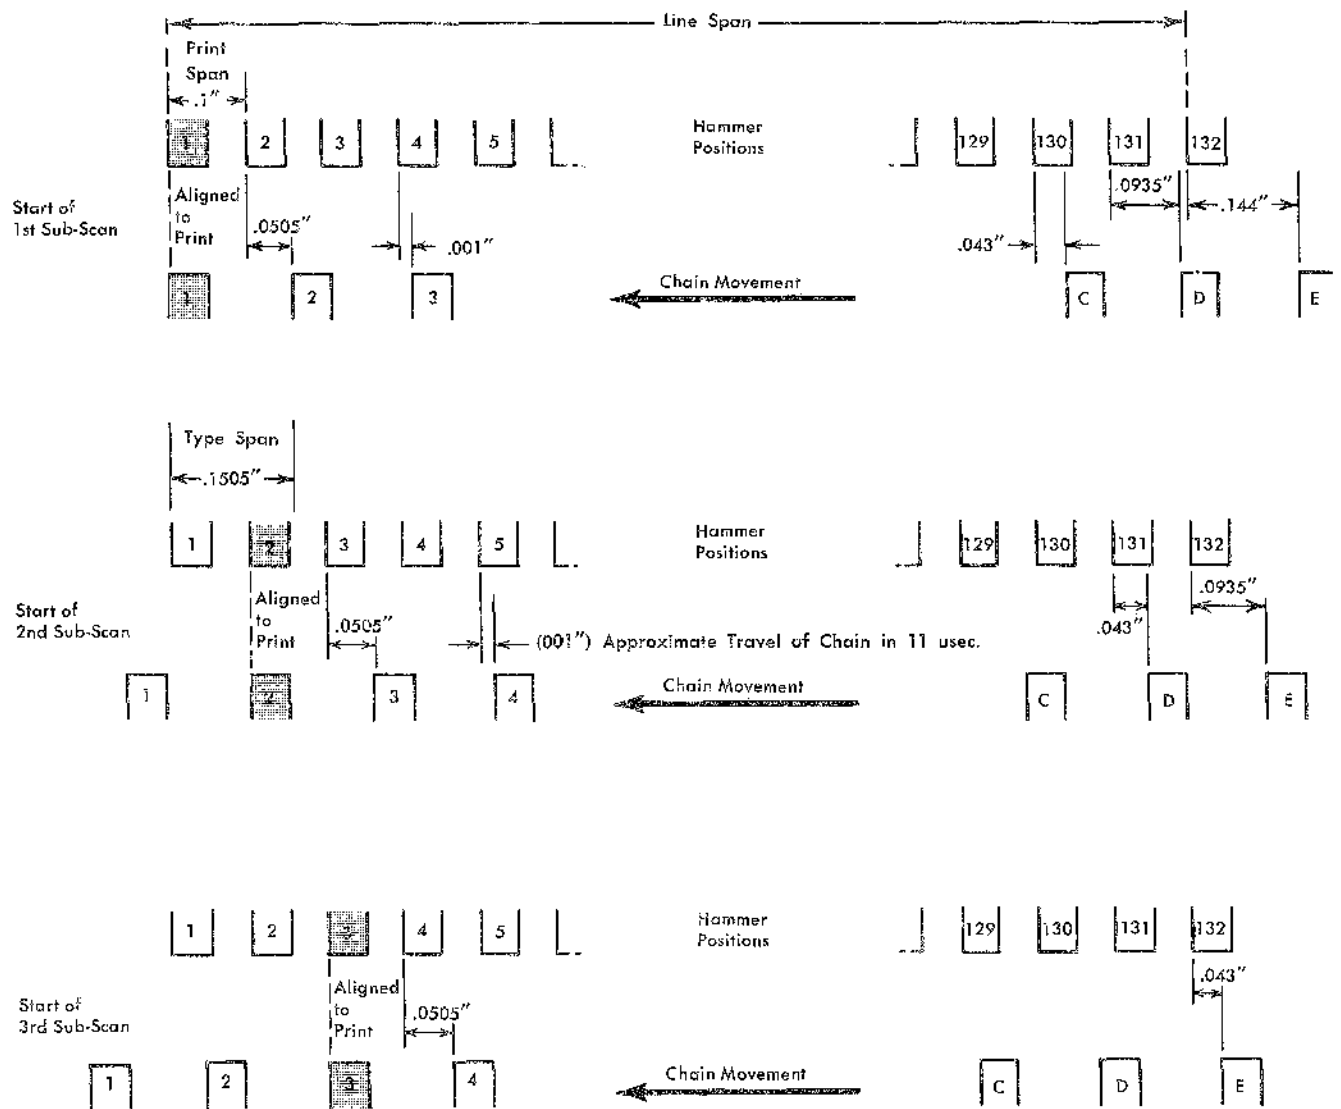 Line Span
Print
Span
.1"
1 2 3 4 5 Hammer Positions 129 130 131 132
Start of
1st Sub-Scan
Aligned
to
Print
.0505"
.001"
.043"
.0935"
.144"
Chain Movement
1 2 3 C D E
Type Span
.1505"
1 2 3 4 5 Hammer Positions 129 130 131 132
Start of
2nd Sub-Scan
Aligned
to
Print
.0505"
(001") Approximate Travel of Chain in 11 usec.
.043"
.0935"
Chain Movement
1 2 3 4 C D E
1 2 3 4 5 Hammer Positions 129 130 131 132
Start of
3rd Sub-Scan
Aligned
to
Print
.0505"
.043"
Chain Movement
1 2 3 4 C D E